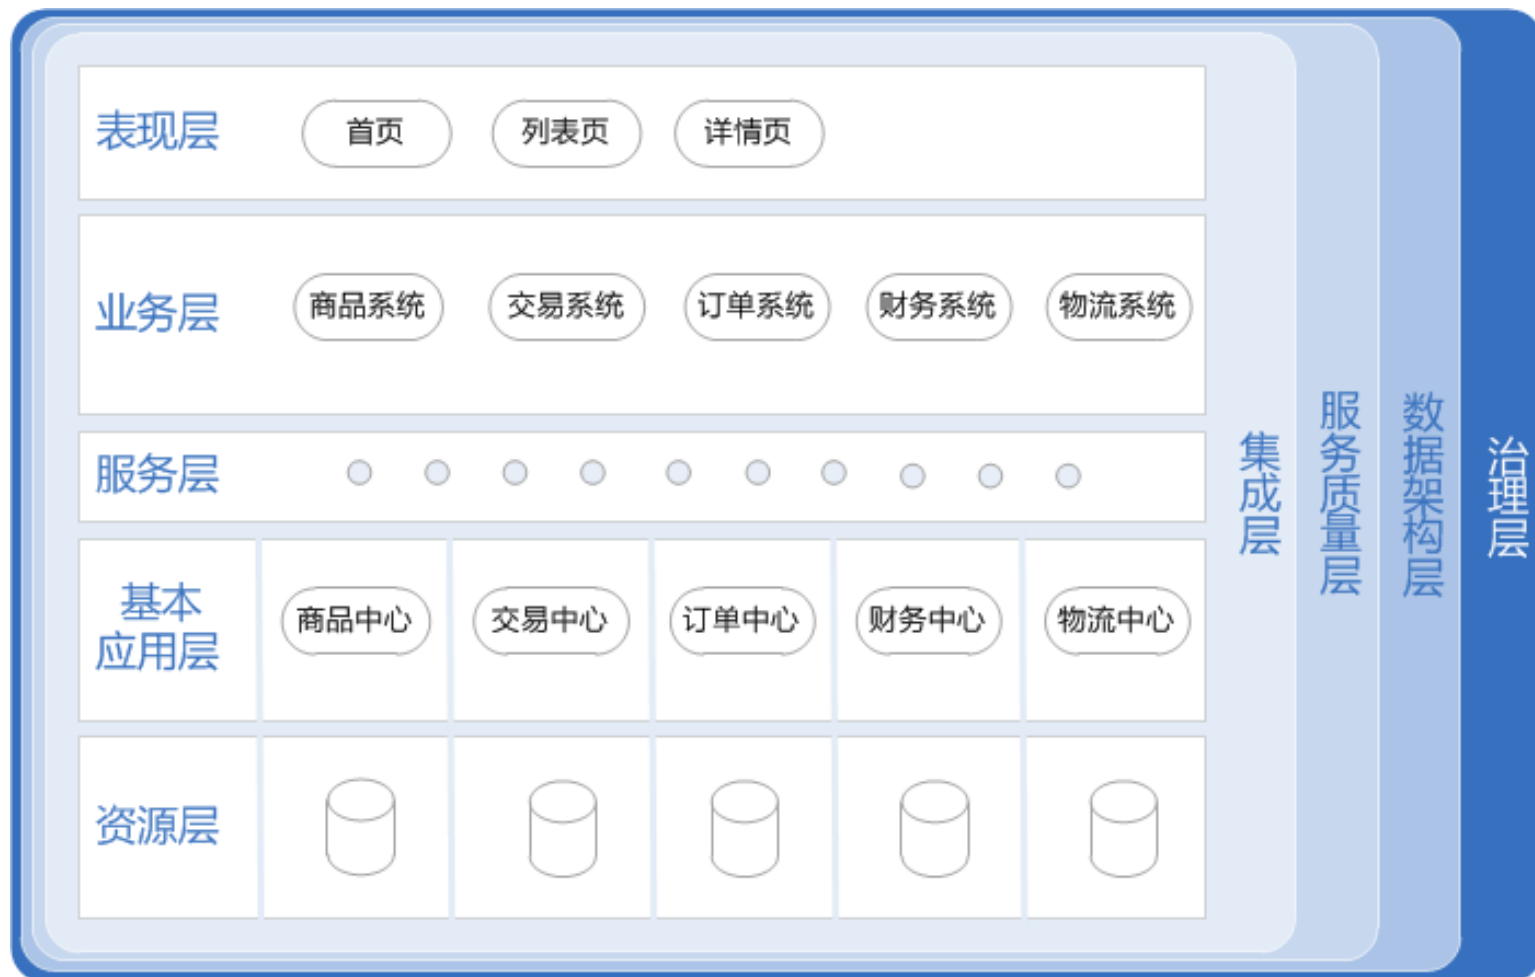 表现层
首页
列表页
详情页
业务层
商品系统
交易系统
订单系统
财务系统
物流系统
服务层
基本
应用层
商品中心
交易中心
订单中心
财务中心
物流中心
资源层
集成层
服务质量层
数据架构层
治理层